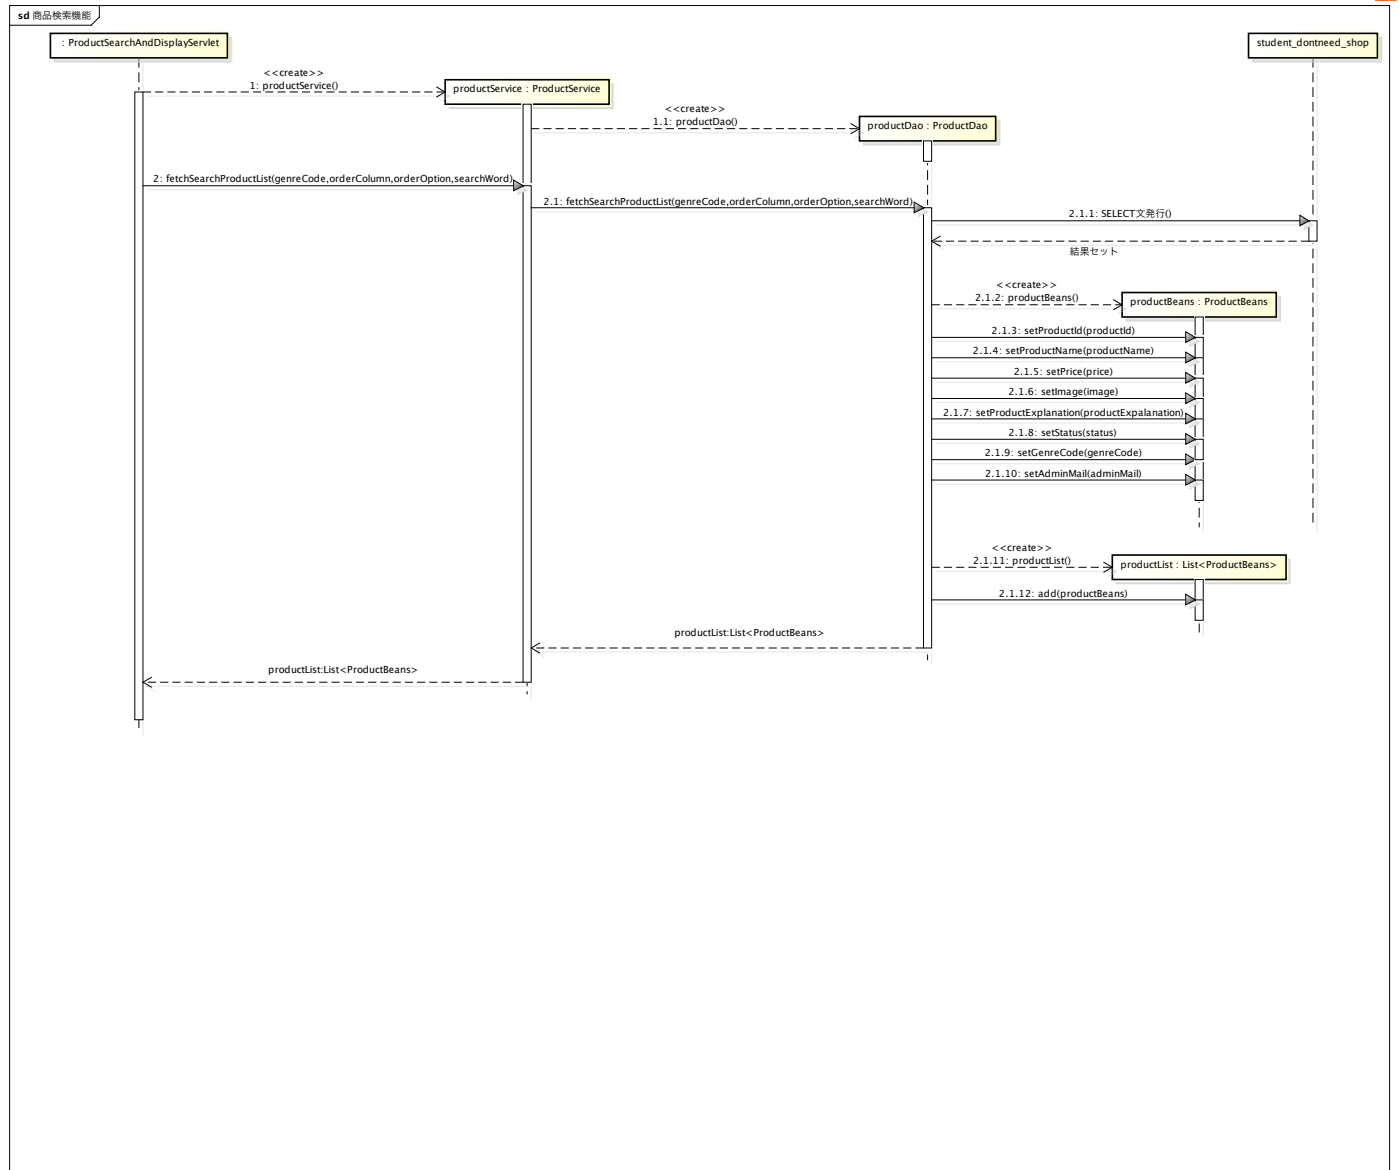 sd 商品検索機能
: ProductSearchAndDisplayServlet
student_dontneed_shop
<<create>>
1: productService()
productService : ProductService
<<create>>
1.1: productDao()
productDao : ProductDao
2: fetchSearchProductList(genreCode,orderColumn,orderOption,searchWord)
2.1: fetchSearchProductList(genreCode,orderColumn,orderOption,searchWord)
2.1.1: SELECT文発行()
結果セット
<<create>>
2.1.2: productBeans()
productBeans : ProductBeans
2.1.3: setProductId(productId)
2.1.4: setProductName(productName)
2.1.5: setPrice(price)
2.1.6: setImage(image)
2.1.7: setProductExplanation(productExpalanation)
2.1.8: setStatus(status)
2.1.9: setGenreCode(genreCode)
2.1.10: setAdminMail(adminMail)
<<create>>
2.1.11: productList()
productList : List<ProductBeans>
2.1.12: add(productBeans)
productList:List<ProductBeans>
productList:List<ProductBeans>